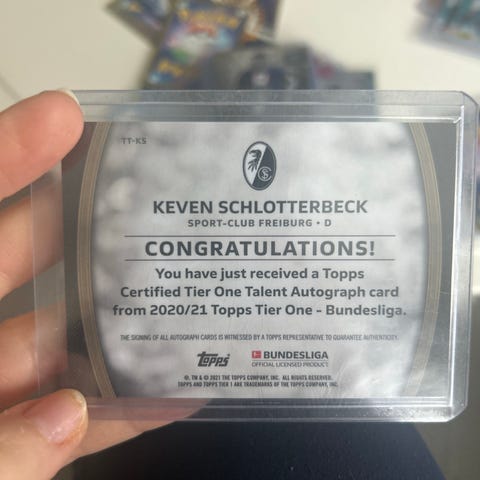 TT-KS
KEVEN SCHLOTTERBECK
SPORT-CLUB FREIBURG • D
CONGRATULATIONS!
You have just received a Topps
Certified Tier One Talent Autograph card
from 2020/21 Topps Tier One - Bundesliga.
THE SIGNING OF ALL AUTOGRAPH CARDS IS WITNESSED BY A TOPPS REPRESENTATIVE TO GUARANTEE AUTHENTICITY.
Topps BUNDESLIGA
OFFICIAL LICENSED PRODUCT
®, TM & © 2021 THE TOPPS COMPANY, INC. ALL RIGHTS RESERVED.
TOPPS AND TOPPS TIER 1 ARE TRADEMARKS OF THE TOPPS COMPANY, INC.